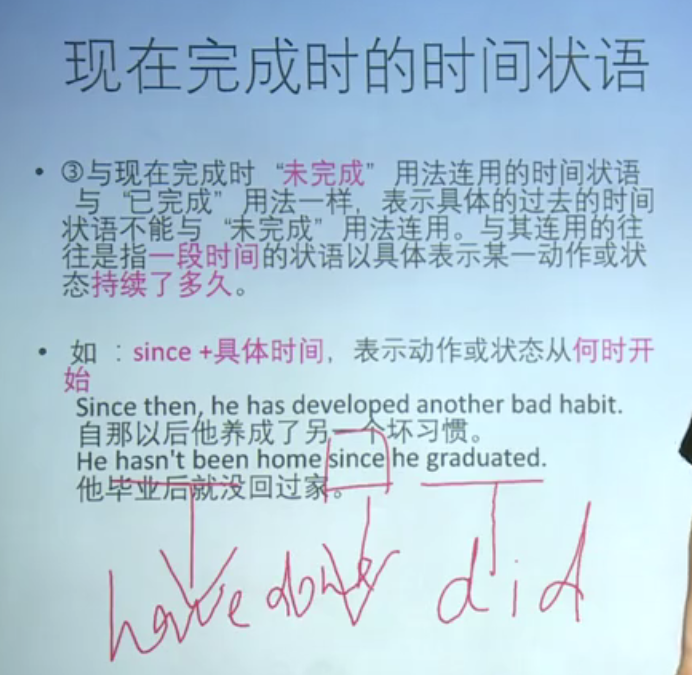 现在完成时的时间状语
• ③与现在完成时 “未完成” 用法连用的时间状语
与 “已完成” 用法一样，表示具体的过去的时间
状语不能与 “未完成” 用法连用。与其连用的往
往是指一段时间的状语以具体表示某一动作或状
态持续了多久。
• 如 ：since +具体时间，表示动作或状态从何时开
始
Since then, he has developed another bad habit.
自那以后他养成了另一个坏习惯。
He hasn't been home since he graduated.
他毕业后就没回过家。
have done did